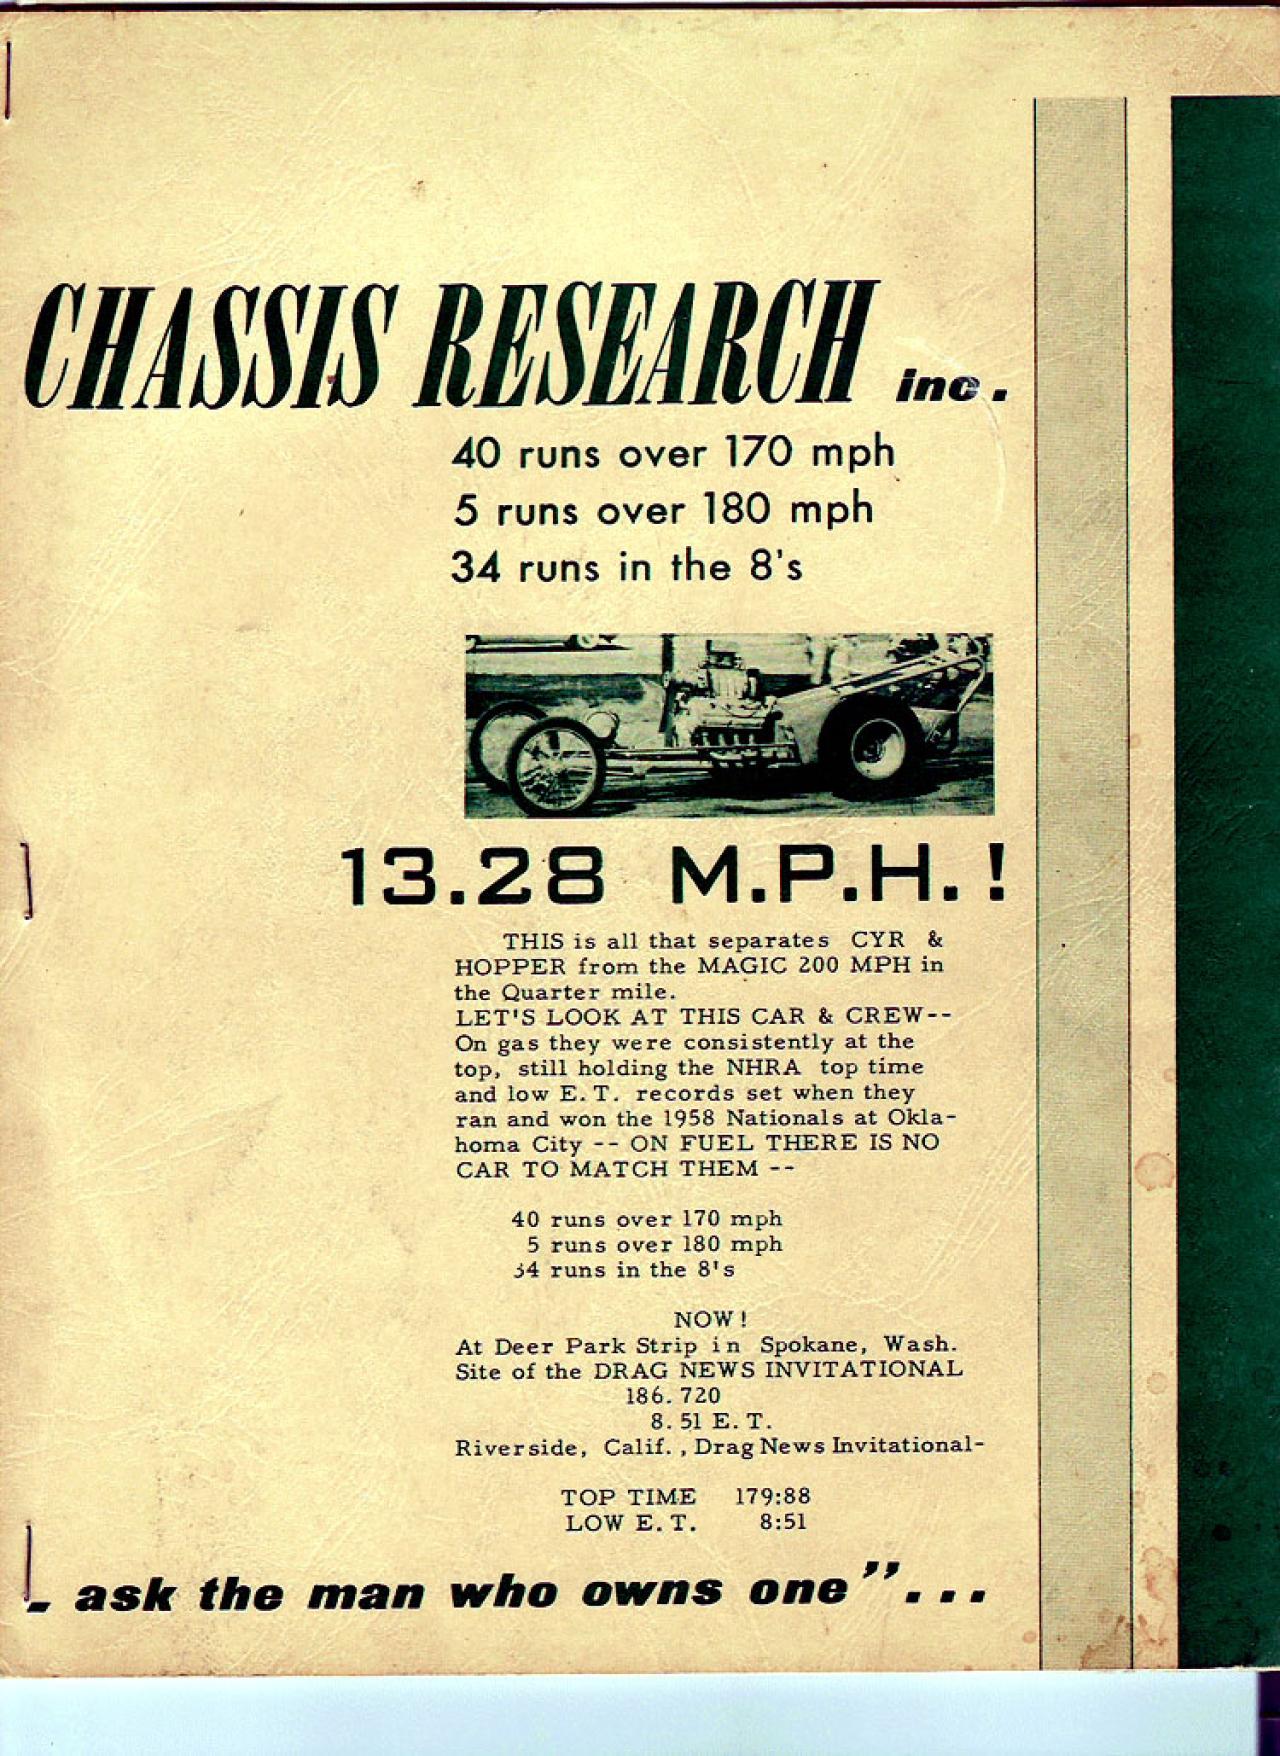 CHASSIS RESEARCH inc.
40 runs over 170 mph
5 runs over 180 mph
34 runs in the 8's
13.28 M.P.H.!
THIS is all that separates CYR &
HOPPER from the MAGIC 200 MPH in
the Quarter mile.
LET'S LOOK AT THIS CAR & CREW--
On gas they were consistently at the
top, still holding the NHRA top time
and low E.T. records set when they
ran and won the 1958 Nationals at Okla-
homa City -- ON FUEL THERE IS NO
CAR TO MATCH THEM --
40 runs over 170 mph
5 runs over 180 mph
34 runs in the 8's
NOW!
At Deer Park Strip in Spokane, Wash.
Site of the DRAG NEWS INVITATIONAL
186.720
8.51 E.T.
Riverside, Calif., Drag News Invitational-
TOP TIME 179:88
LOW E.T. 8:51
- ask the man who owns one"...